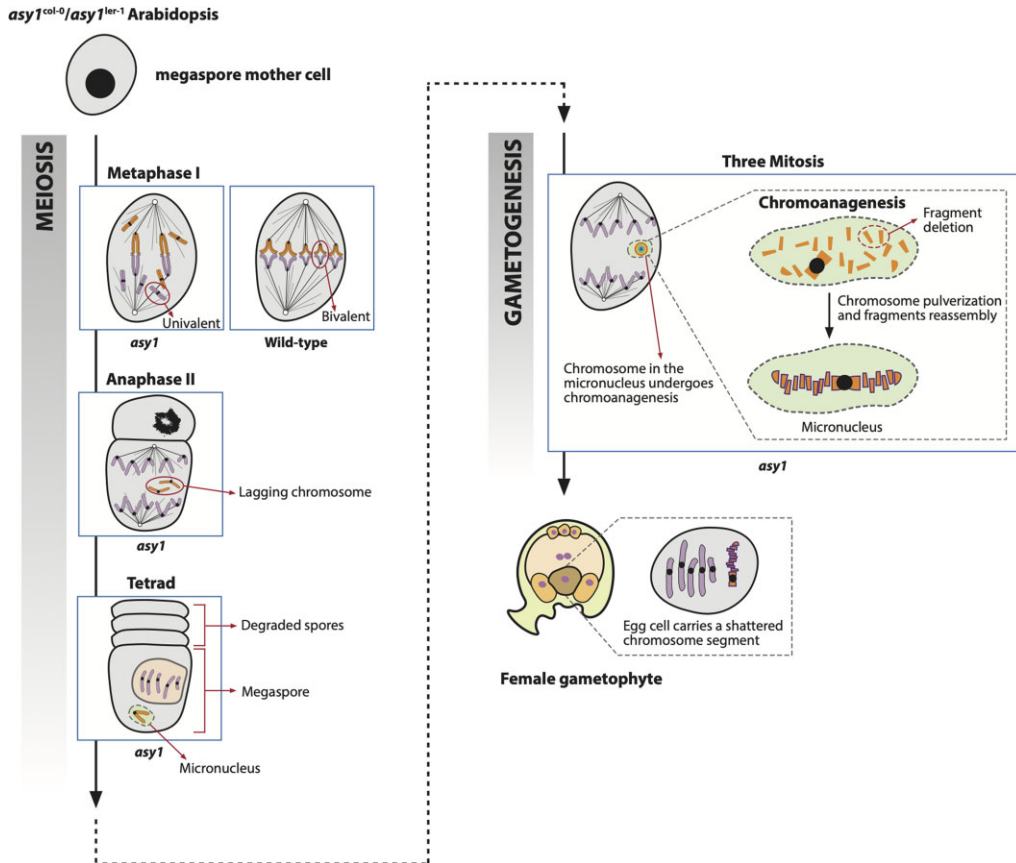 asy1col-0/asy1ler-1 Arabidopsis
megaspore mother cell
MEIOSIS
Metaphase I
Univalent
asy1
Bivalent
Wild-type
Anaphase II
Lagging chromosome
asy1
Tetrad
Degraded spores
Megaspore
asy1
Micronucleus
GAMETOGENESIS
Three Mitosis
Chromoanagenesis
Fragment
deletion
Chromosome pulverization
and fragments reassembly
Chromosome in the
micronucleus undergoes
chromoanagenesis
Micronucleus
asy1
Egg cell carries a shattered
chromosome segment
Female gametophyte